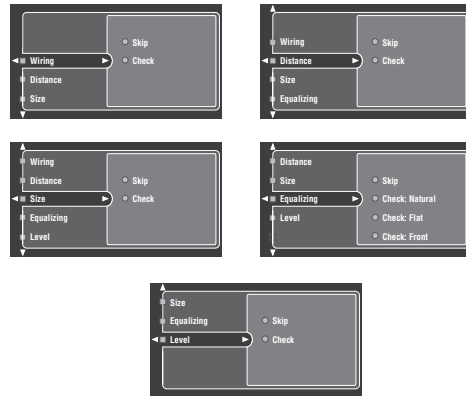 Wiring
Distance
Size
Skip
Check
Wiring
Distance
Size
Equalizing
Skip
Check
Wiring
Distance
Size
Equalizing
Level
Skip
Check
Distance
Size
Equalizing
Level
Skip
Check: Natural
Check: Flat
Check: Front
Size
Equalizing
Level
Skip
Check